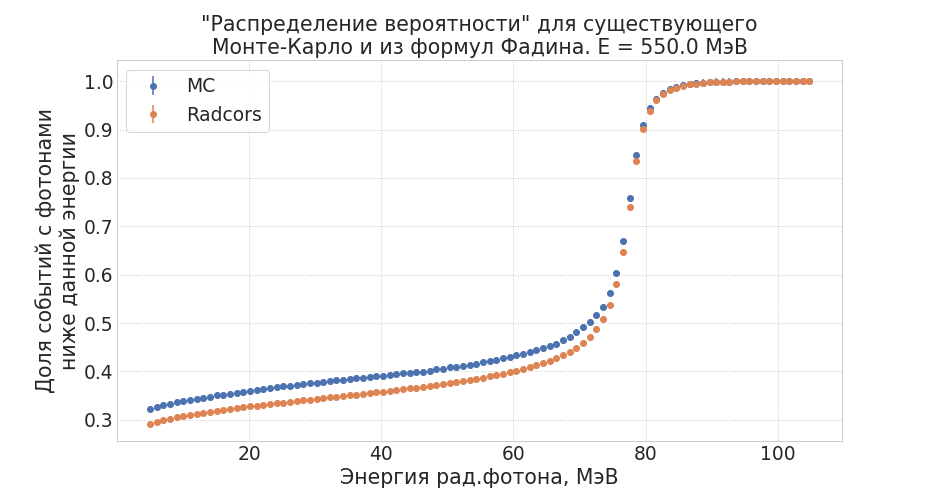 "Распределение вероятности" для существующего
Монте-Карло и из формул Фадина. E = 550.0 МэВ
MC
Radcors
Доля событий с фотонами
ниже данной энергии
1.0
0.9
0.8
0.7
0.6
0.5
0.4
0.3
20 40 60 80 100
Энергия рад.фотона, МэВ